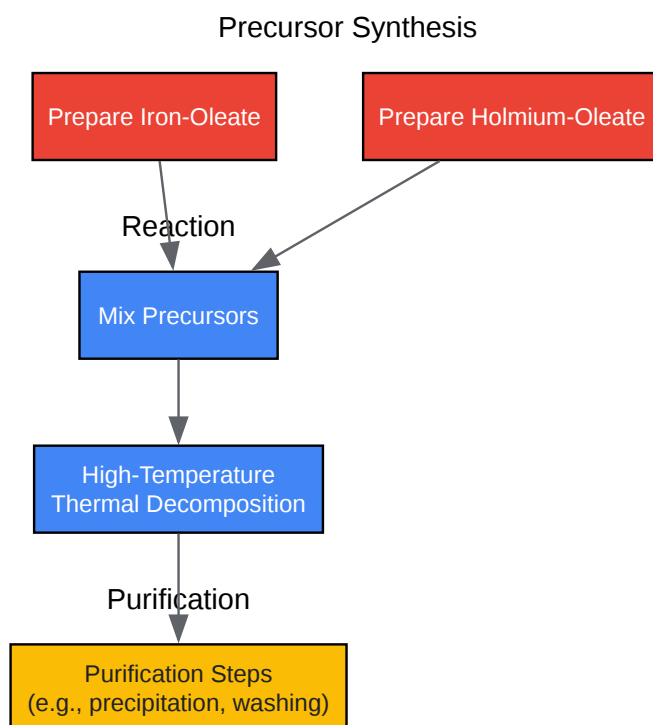 Precursor Synthesis
Prepare Iron-Oleate
Prepare Holmium-Oleate
Reaction
Mix Precursors
High-Temperature
Thermal Decomposition
Purification
Purification Steps
(e.g., precipitation, washing)